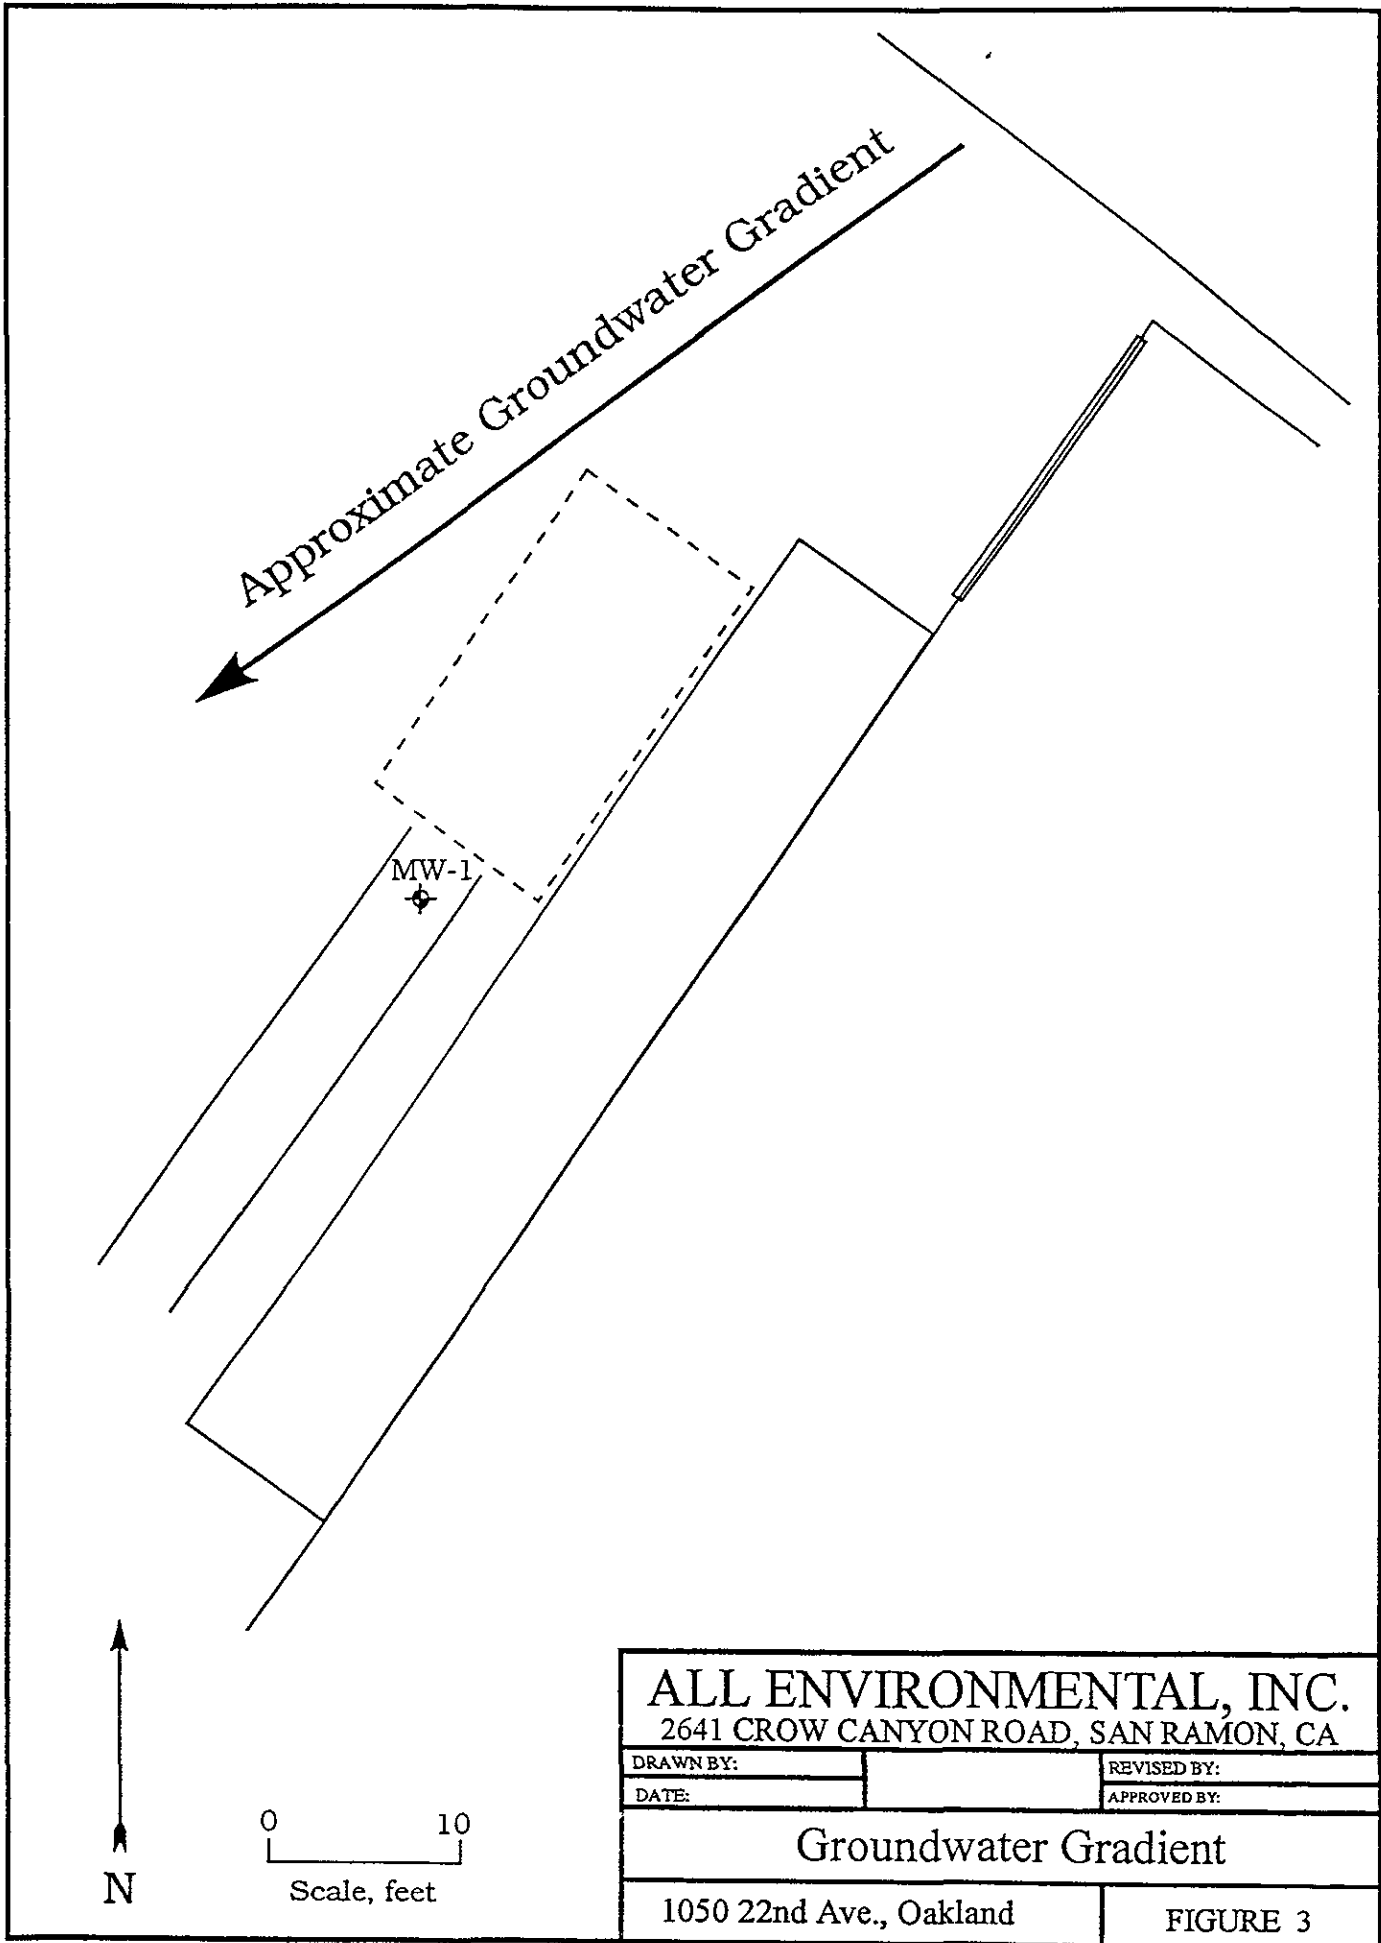 Approximate Groundwater Gradient
MW-1
N
0 10
Scale, feet
ALL ENVIRONMENTAL, INC.
2641 CROW CANYON ROAD, SAN RAMON, CA
DRAWN BY:
REVISED BY:
DATE:
APPROVED BY:
Groundwater Gradient
1050 22nd Ave., Oakland
FIGURE 3